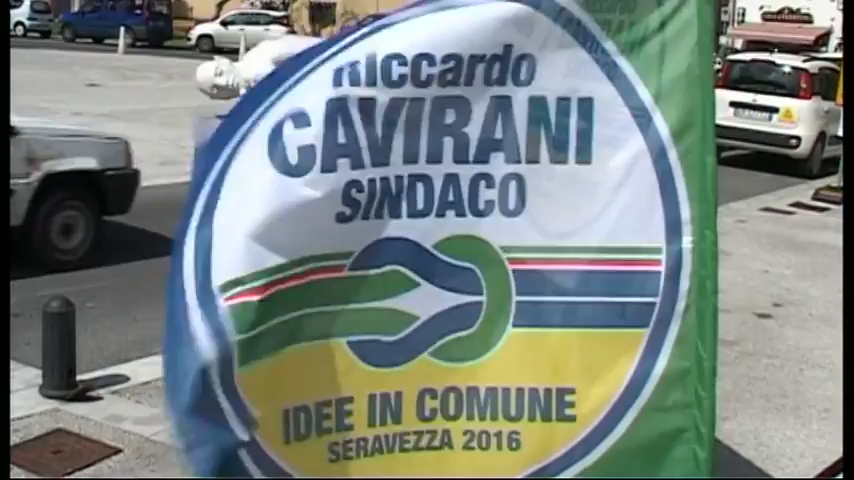 Riccardo
CAVIRANI
SINDACO
IDEE IN COMUNE
SERAVEZZA 2016